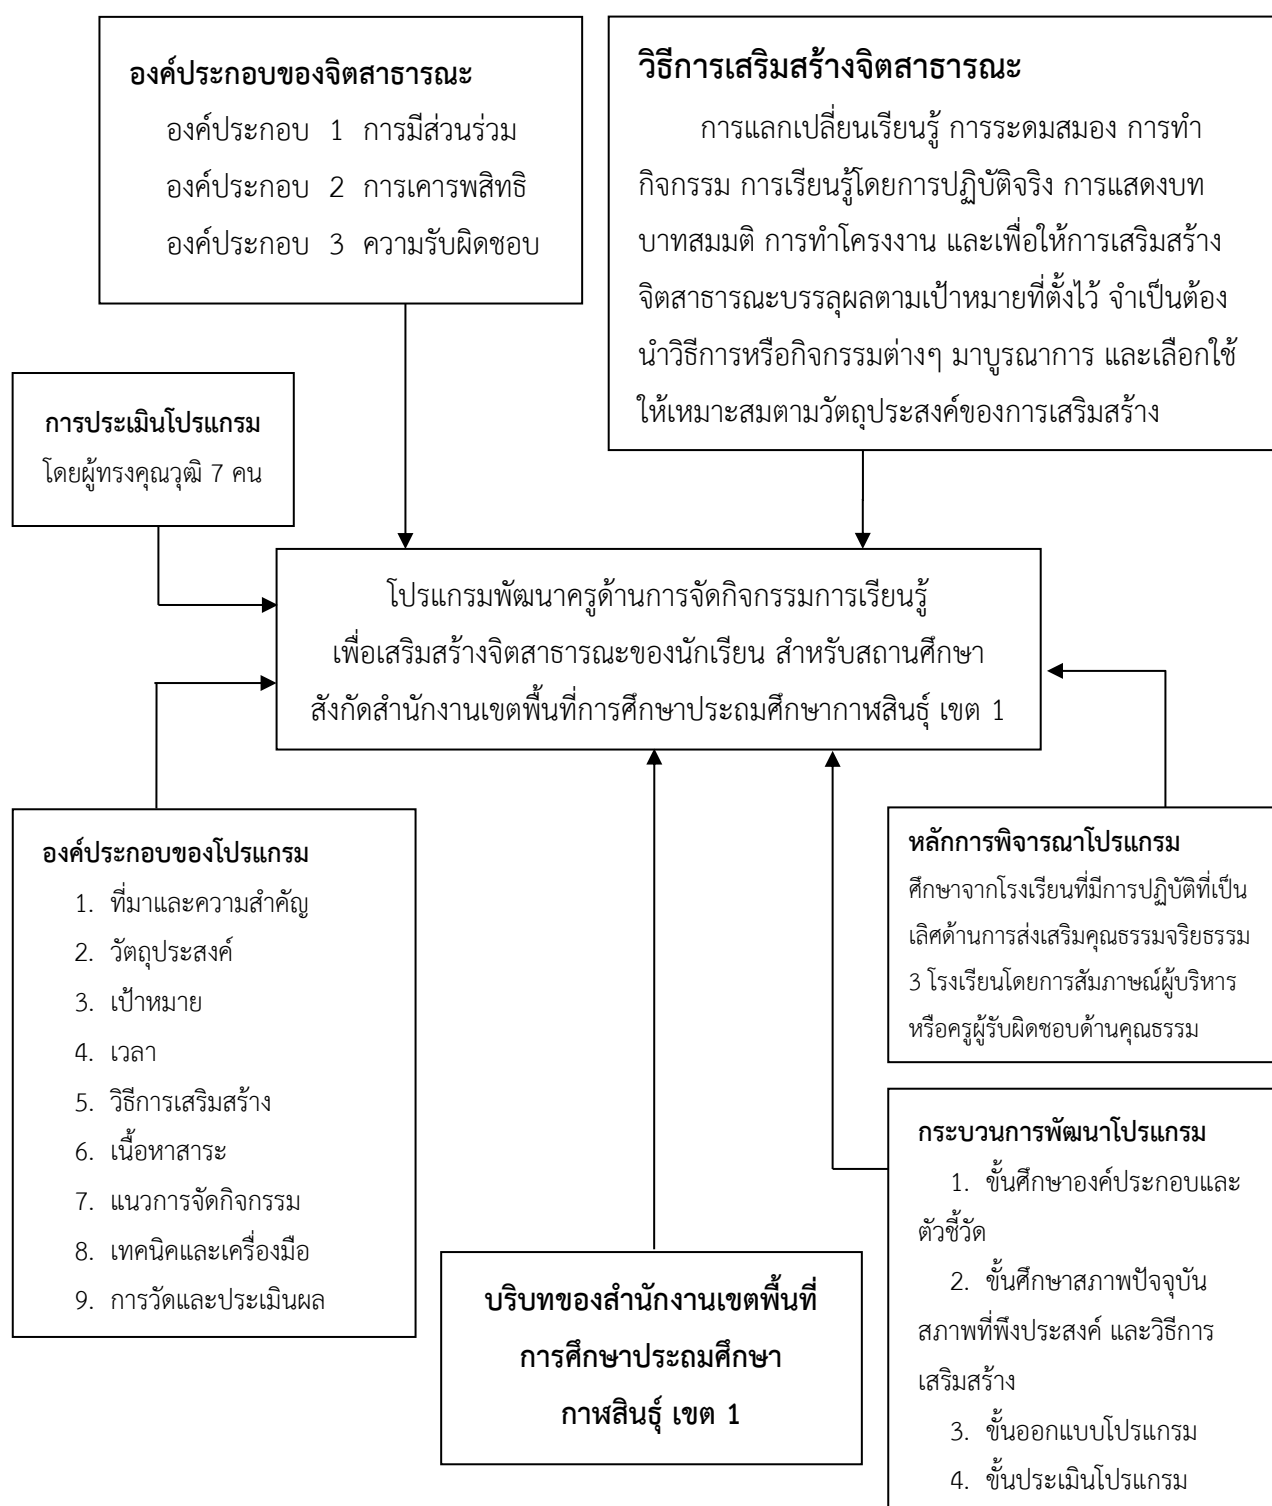 องค์ประกอบของจิตสาธารณะ
องค์ประกอบ 1 การมีส่วนร่วม
องค์ประกอบ 2 การเคารพสิทธิ
องค์ประกอบ 3 ความรับผิดชอบ
วิธีการเสริมสร้างจิตสาธารณะ
การแลกเปลี่ยนเรียนรู้ การระดมสมอง การทำ
กิจกรรม การเรียนรู้โดยการปฏิบัติจริง การแสดงบท
บาทสมมติ การทำโครงงาน และเพื่อให้การเสริมสร้าง
จิตสาธารณะบรรลุผลตามเป้าหมายที่ตั้งไว้ จำเป็นต้อง
นำวิธีการหรือกิจกรรมต่างๆ มาบูรณาการ และเลือกใช้
ให้เหมาะสมตามวัตถุประสงค์ของการเสริมสร้าง
การประเมินโปรแกรม
โดยผู้ทรงคุณวุฒิ 7 คน
โปรแกรมพัฒนาครูด้านการจัดกิจกรรมการเรียนรู้
เพื่อเสริมสร้างจิตสาธารณะของนักเรียน สำหรับสถานศึกษา
สังกัดสำนักงานเขตพื้นที่การศึกษาประถมศึกษากาฬสินธุ์ เขต 1
องค์ประกอบของโปรแกรม
1. ที่มาและความสำคัญ
2. วัตถุประสงค์
3. เป้าหมาย
4. เวลา
5. วิธีการเสริมสร้าง
6. เนื้อหาสาระ
7. แนวการจัดกิจกรรม
8. เทคนิคและเครื่องมือ
9. การวัดและประเมินผล
บริบทของสำนักงานเขตพื้นที่
การศึกษาประถมศึกษา
กาฬสินธุ์ เขต 1
หลักการพิจารณาโปรแกรม
ศึกษาจากโรงเรียนที่มีการปฏิบัติที่เป็น
เลิศด้านการส่งเสริมคุณธรรมจริยธรรม
3 โรงเรียนโดยการสัมภาษณ์ผู้บริหาร
หรือครูผู้รับผิดชอบด้านคุณธรรม
กระบวนการพัฒนาโปรแกรม
1. ขั้นศึกษาองค์ประกอบและ
ตัวชี้วัด
2. ขั้นศึกษาสภาพปัจจุบัน
สภาพที่พึงประสงค์ และวิธีการ
เสริมสร้าง
3. ขั้นออกแบบโปรแกรม
4. ขั้นประเมินโปรแกรม